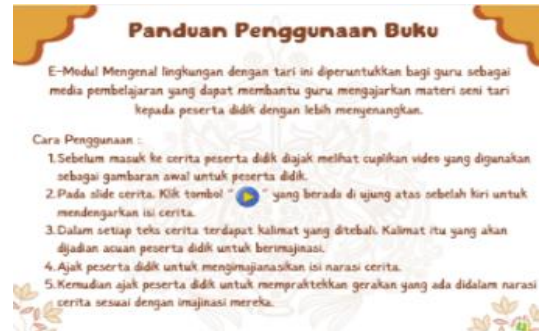 Panduan Penggunaan Buku
E-Modul Mengenal lingkungan dengan tari ini diperuntukkan bagi guru sebagai
media pembelajaran yang dapat membantu guru mengajarkan materi seni tari
kepada peserta didik dengan lebih menyenangkan.
Cara Penggunaan :
1.Sebelum masuk ke cerita peserta didik diajak melihat cuplikan video yang digunakan
sebagai gambaran awal untuk peserta didik.
2.Pada slide cerita. Klik tombol " " yang berada di ujung atas sebelah kiri untuk
mendengarkan isi cerita.
3.Dalam setiap teks cerita terdapat kalimat yang ditebali. Kalimat itu yang akan
dijadian acuan peserta didik untuk berimajinasi.
4.Ajak peserta didik untuk mengimajianasikan isi narasi cerita.
5.Kemudian ajak peserta didik untuk mempraktekkan gerakan yang ada didalam narasi
cerita sesuai dengan imajinasi mereka.